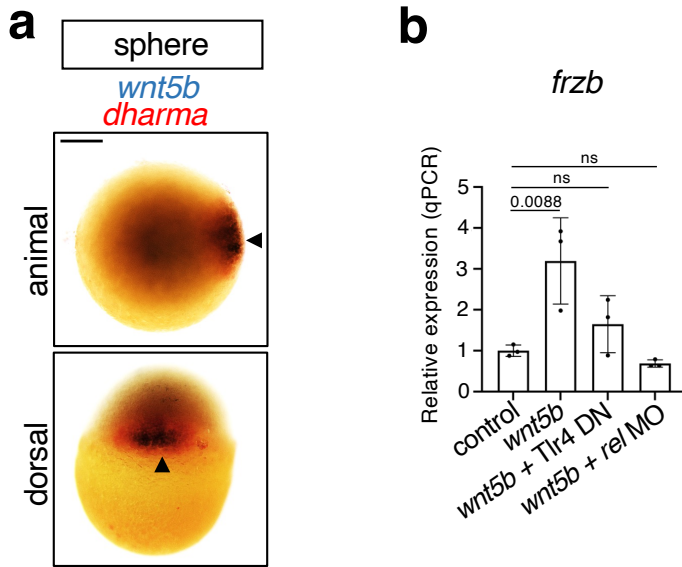 a
sphere
wnt5b
dharma
animal
dorsal
b
frzb
Relative expression (qPCR)
ns
ns
0.0088
5
4
3
2
1
0
control
wnt5b
wnt5b + Tlr4 DN
wnt5b + rel MO